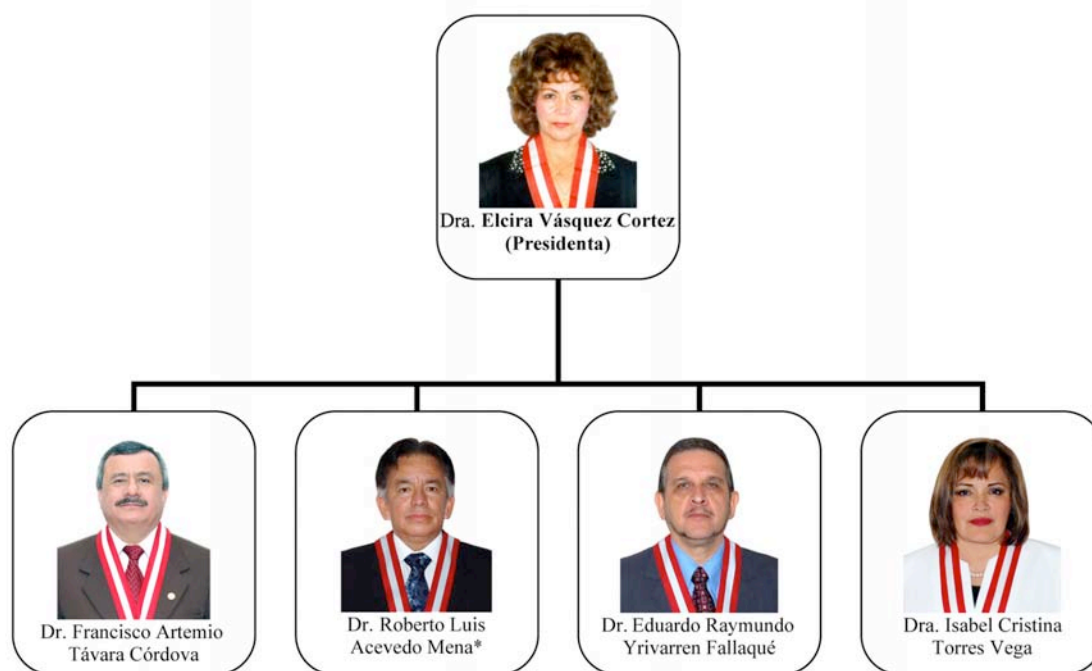 Dra. Elcira Vásquez Cortez
(Presidenta)
Dr. Francisco Artemio
Távara Córdova
Dr. Roberto Luis
Acevedo Mena*
Dr. Eduardo Raymundo
Yrivarren Fallaqué
Dra. Isabel Cristina
Torres Vega